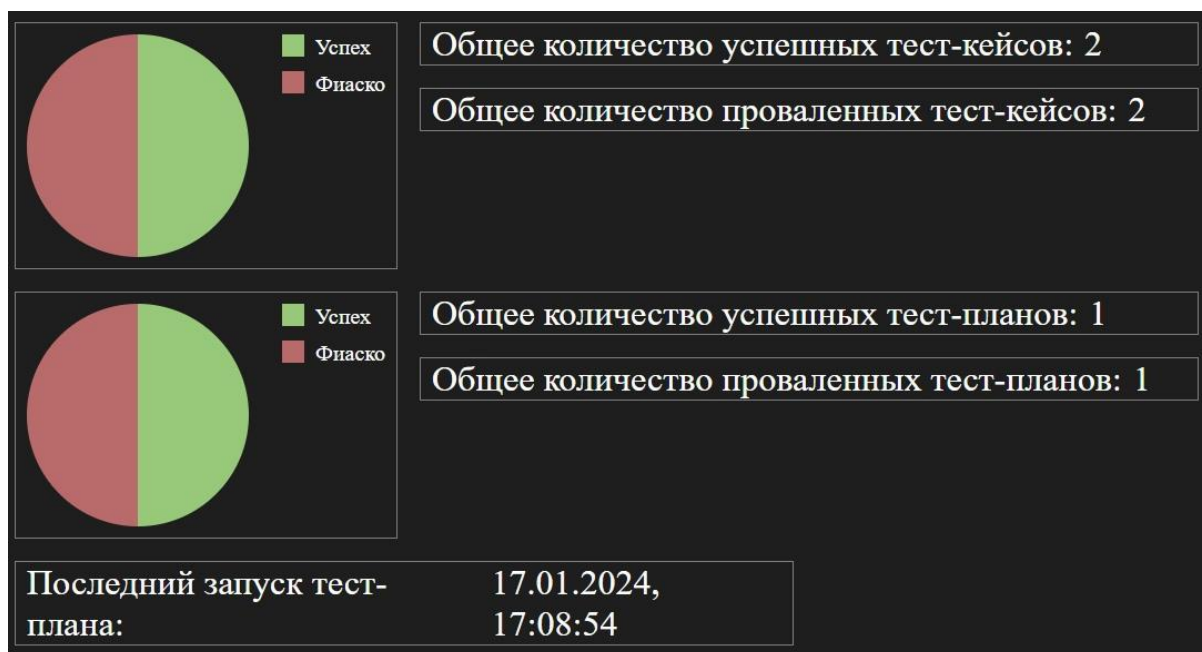 Успех
Фиаско
Общее количество успешных тест-кейсов: 2
Общее количество проваленных тест-кейсов: 2
Успех
Фиаско
Общее количество успешных тест-планов: 1
Общее количество проваленных тест-планов: 1
Последний запуск тест-
плана:
17.01.2024,
17:08:54